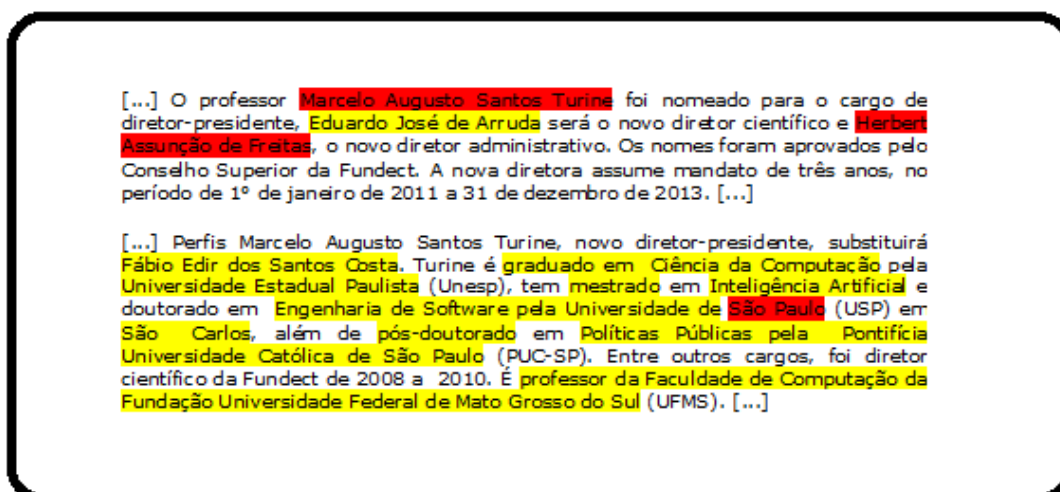 [...] O professor Marcelo Augusto Santos Turine foi nomeado para o cargo de
diretor-presidente, Eduardo José de Arruda será o novo diretor científico e Herbert
Assunção de Freitas, o novo diretor administrativo. Os nomes foram aprovados pelo
Conselho Superior da Fundect. A nova diretora assume mandato de três anos, no
período de 1º de janeiro de 2011 a 31 de dezembro de 2013. [...]
[...] Perfis Marcelo Augusto Santos Turine, novo diretor-presidente, substituirá
Fábio Edir dos Santos Costa. Turine é graduado em Ciência da Computação pela
Universidade Estadual Paulista (Unesp), tem mestrado em Inteligência Artificial e
doutorado em Engenharia de Software pela Universidade de São Paulo (USP) em
São Carlos, além de pós-doutorado em Políticas Públicas pela Pontifícia
Universidade Católica de São Paulo (PUC-SP). Entre outros cargos, foi diretor
científico da Fundect de 2008 a 2010. É professor da Faculdade de Computação da
Fundação Universidade Federal de Mato Grosso do Sul (UFMS). [...]